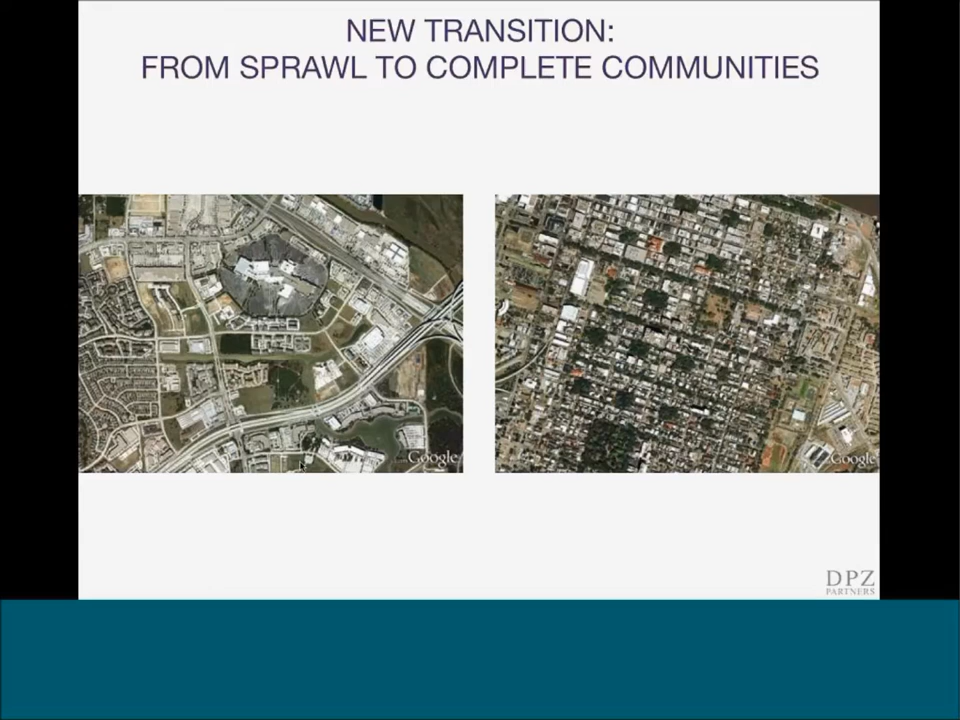 NEW TRANSITION:
FROM SPRAWL TO COMPLETE COMMUNITIES
Google
Google
DPZ
PARTNERS